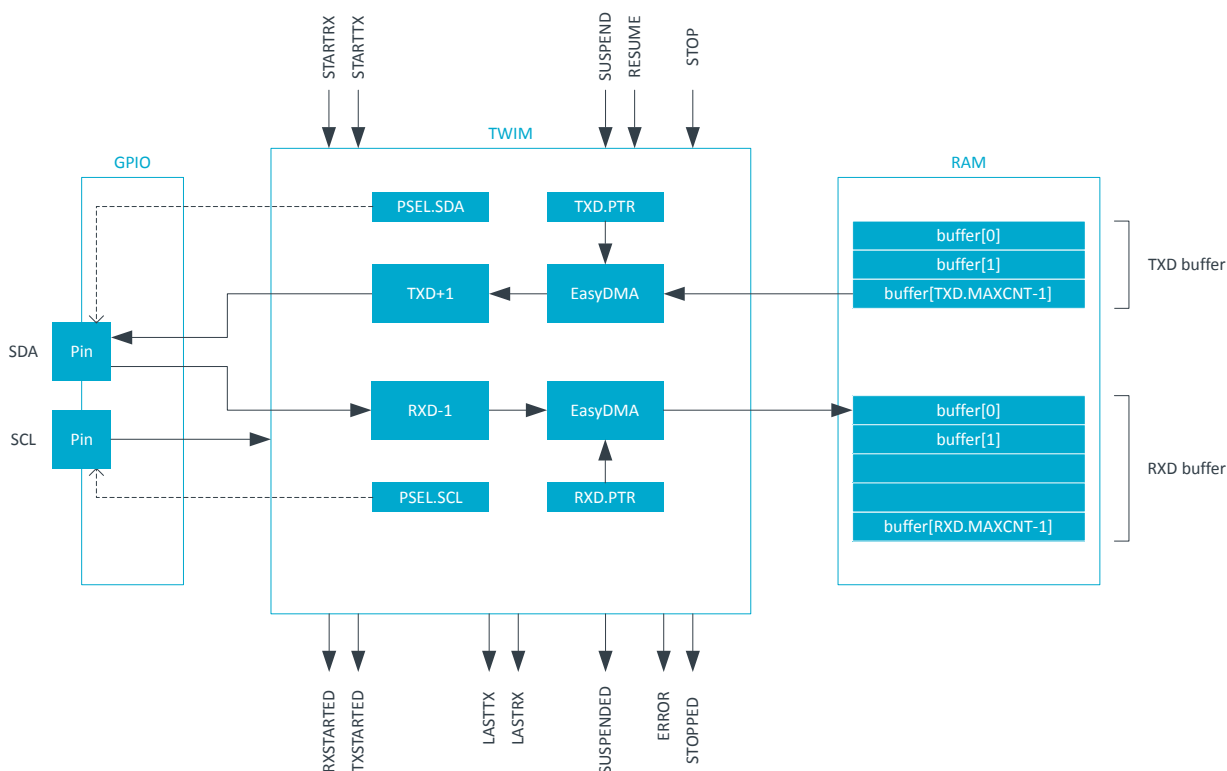 STARTRX
STARTTX
SUSPEND
RESUME
STOP
TWIM
GPIO
RAM
PSEL.SDA
TXD.PTR
buffer[0]
buffer[1]
buffer[TXD.MAXCNT-1]
TXD buffer
TXD+1
EasyDMA
SDA
Pin
RXD-1
EasyDMA
buffer[0]
buffer[1]
buffer[RXD.MAXCNT-1]
RXD buffer
SCL
Pin
PSEL.SCL
RXD.PTR
RXSTARTED
TXSTARTED
LASTTX
LASTRX
SUSPENDED
ERROR
STOPPED